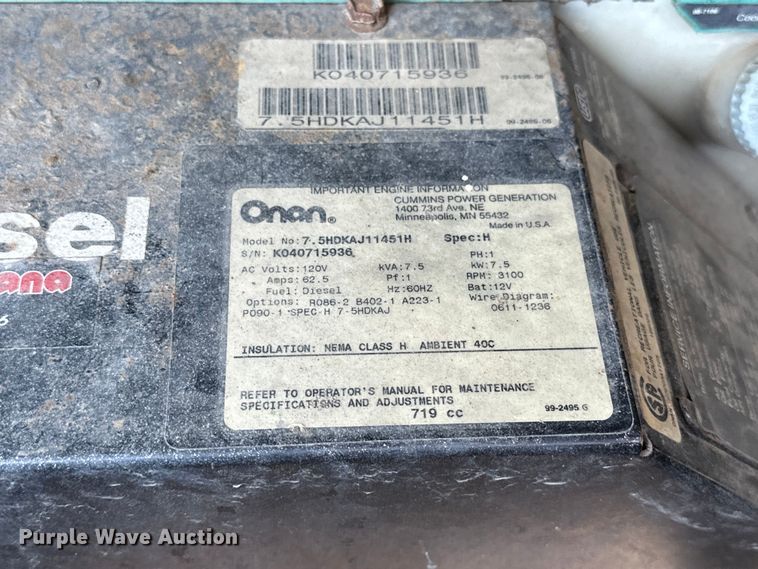 K040715936
99-2496-06
7.5HDKAJ11451H
99-2495-06
IMPORTANT ENGINE INFORMATION
Onan®
CUMMINS POWER GENERATION
1400 73rd Ave. NE
Minneapolis, MN 55432
Made in U.S.A.
Model No: 7.5HDKAJ11451H Spec:H
S/N: K040715936 PH:1
AC Volts: 120V kVA: 7.5 kW: 7.5
Amps: 62.5 Pf: 1 RPM: 3100
Fuel: Diesel Hz: 60HZ Bat: 12V
Options: R086-2 B402-1 A223-1 Wire Diagram:
P090-1 SPEC-H 7-5HDKAJ 0611-1236
INSULATION: NEMA CLASS H AMBIENT 40C
REFER TO OPERATOR'S MANUAL FOR MAINTENANCE
SPECIFICATIONS AND ADJUSTMENTS
719 cc
99-2495 G
sel
ana
SERVICE INFORMATION
Purple Wave Auction